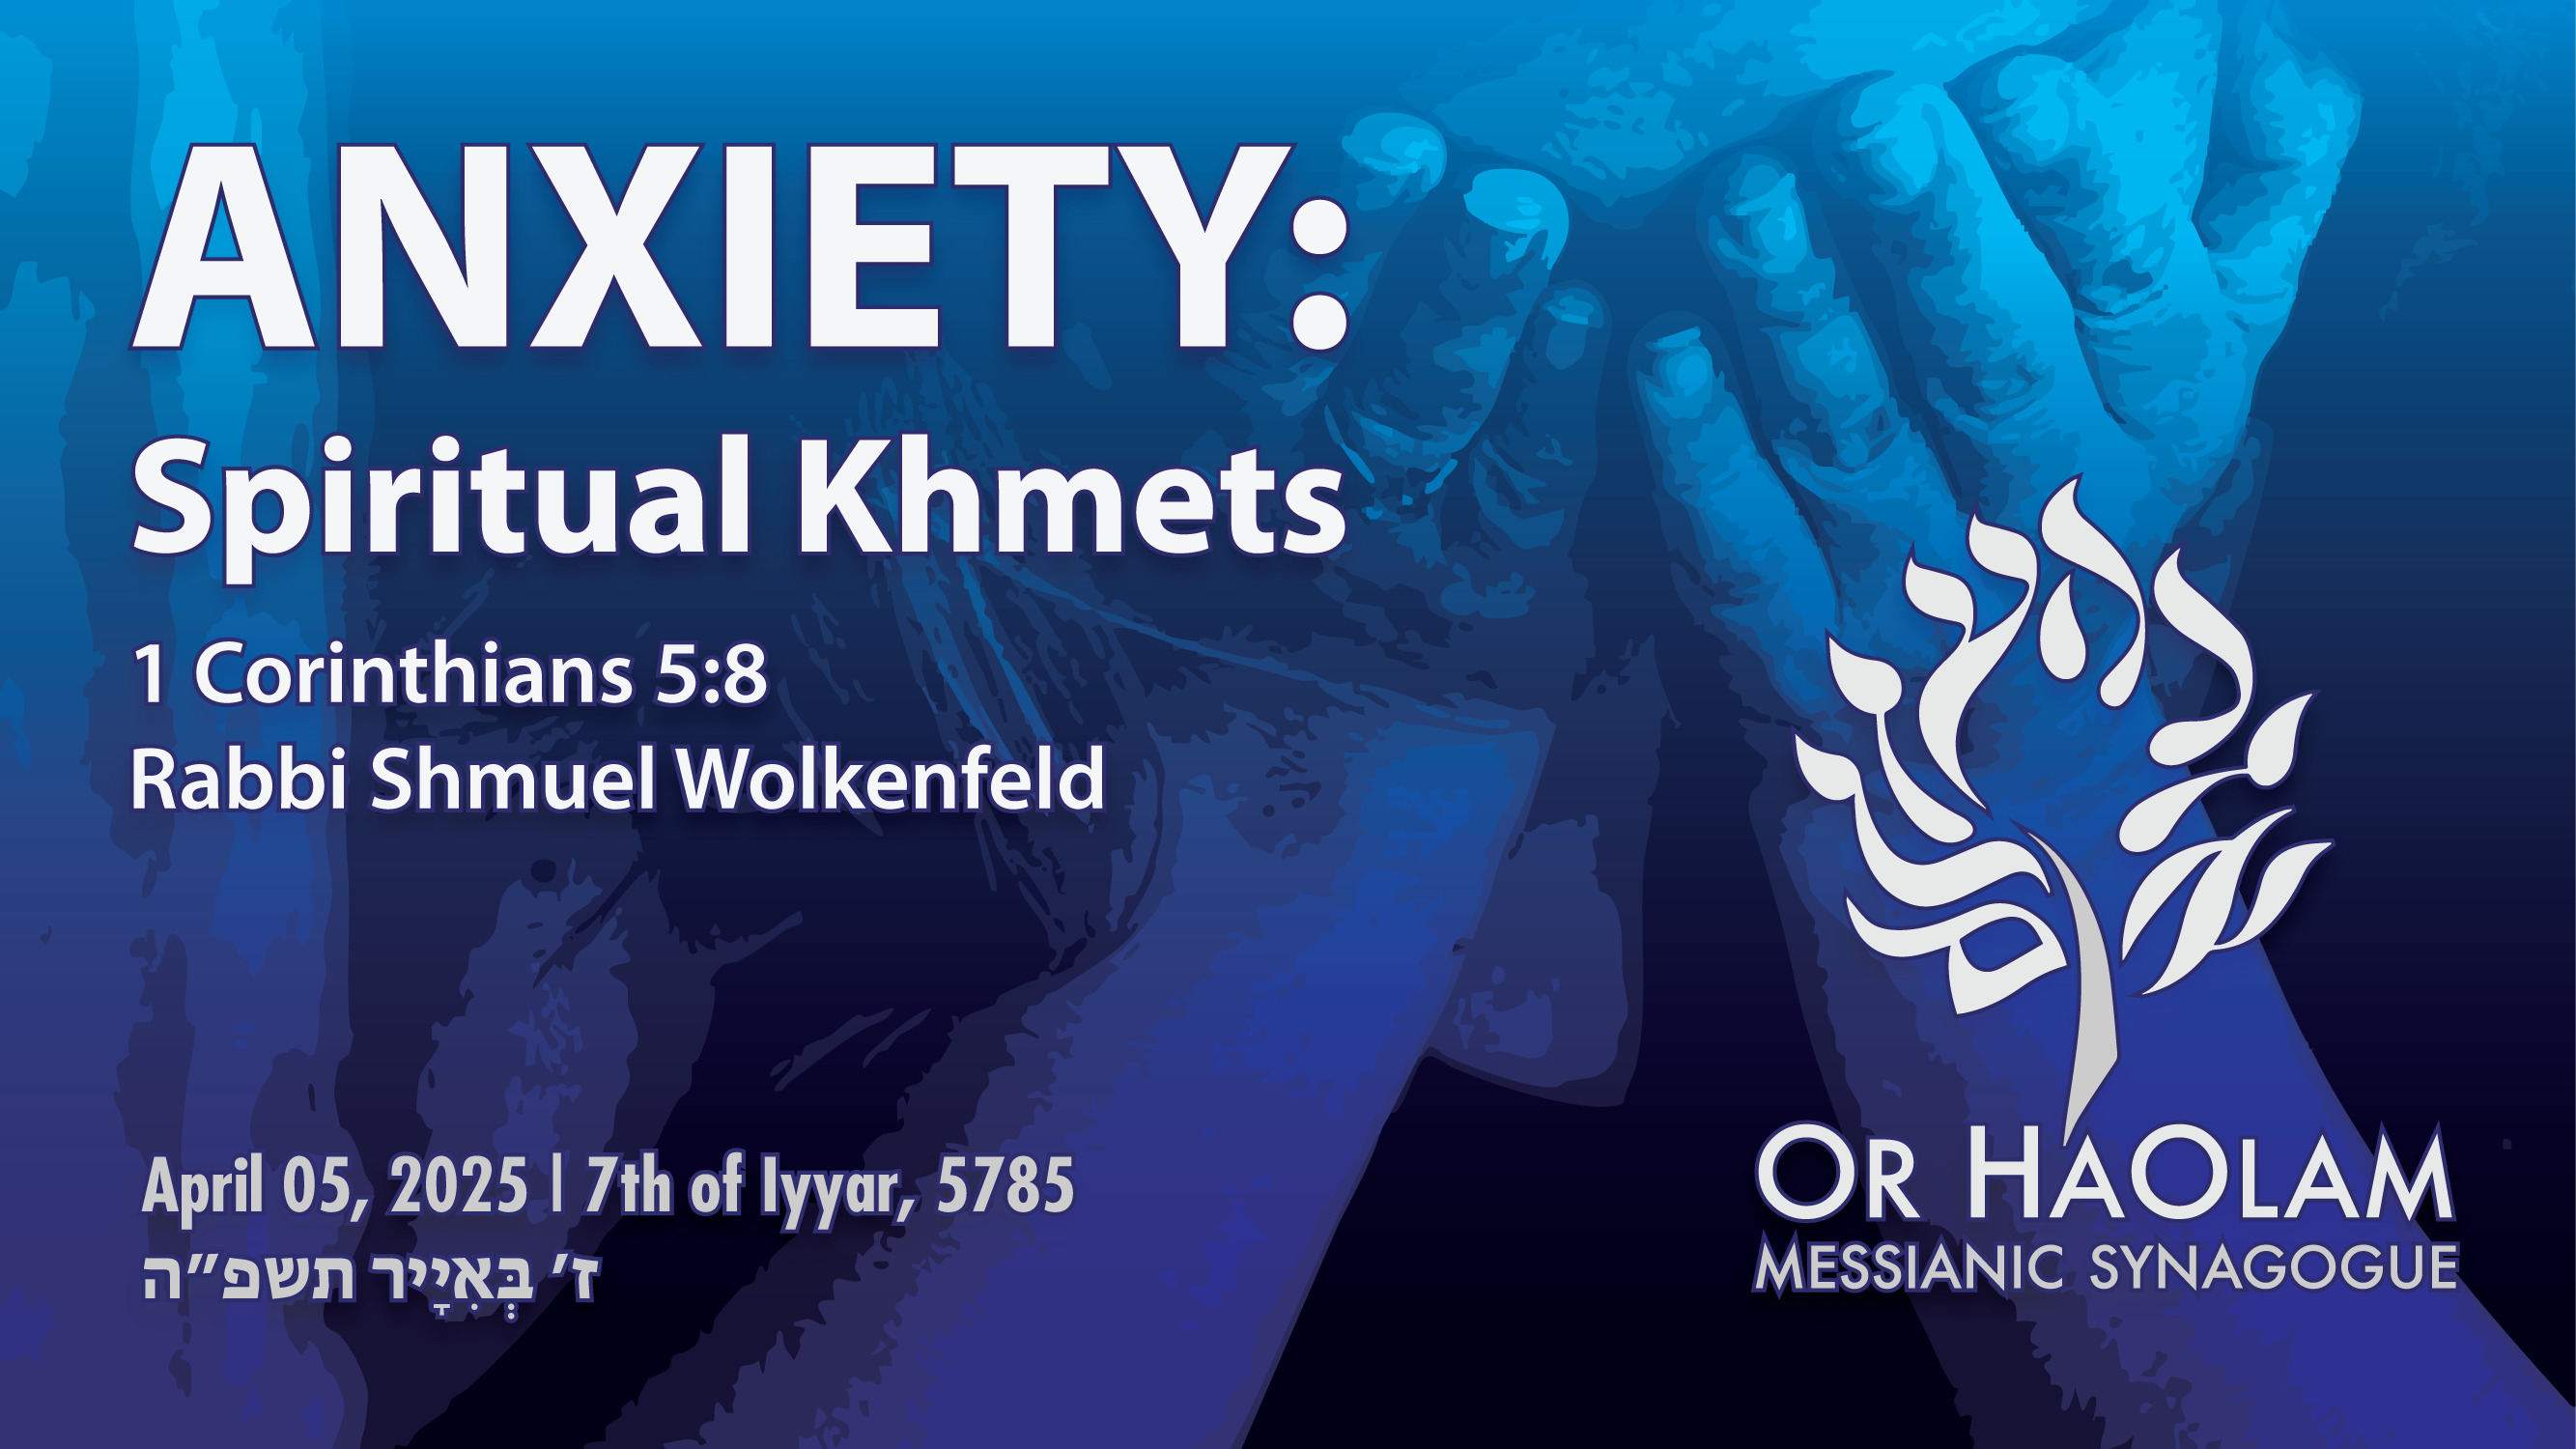 ANXIETY:
Spiritual Khmets
1 Corinthians 5:8
Rabbi Shmuel Wolkenfeld
April 05, 2025 | 7th of Iyyar, 5785
ז׳ בְּאִיָיר תשפ״ה
OR HAOLAM
MESSIANIC SYNAGOGUE